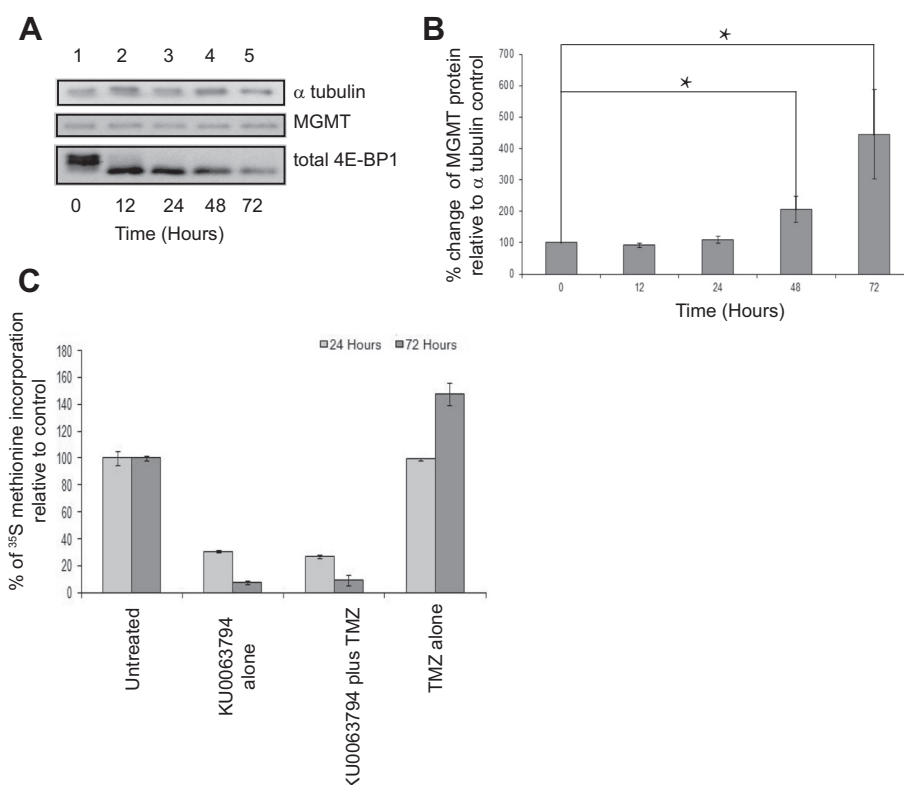 A
1 2 3 4 5
α tubulin
MGMT
total 4E-BP1
0 12 24 48 72
Time (Hours)
B
% change of MGMT protein
relative to α tubulin control
700
600
500
400
300
200
100
0
*
*
0 12 24 48 72
Time (Hours)
C
% of ³⁵S methionine incorporation
relative to control
180
160
140
120
100
80
60
40
20
0
24 Hours 72 Hours
Untreated
KU0063794
alone
KU0063794 plus TMZ
TMZ alone